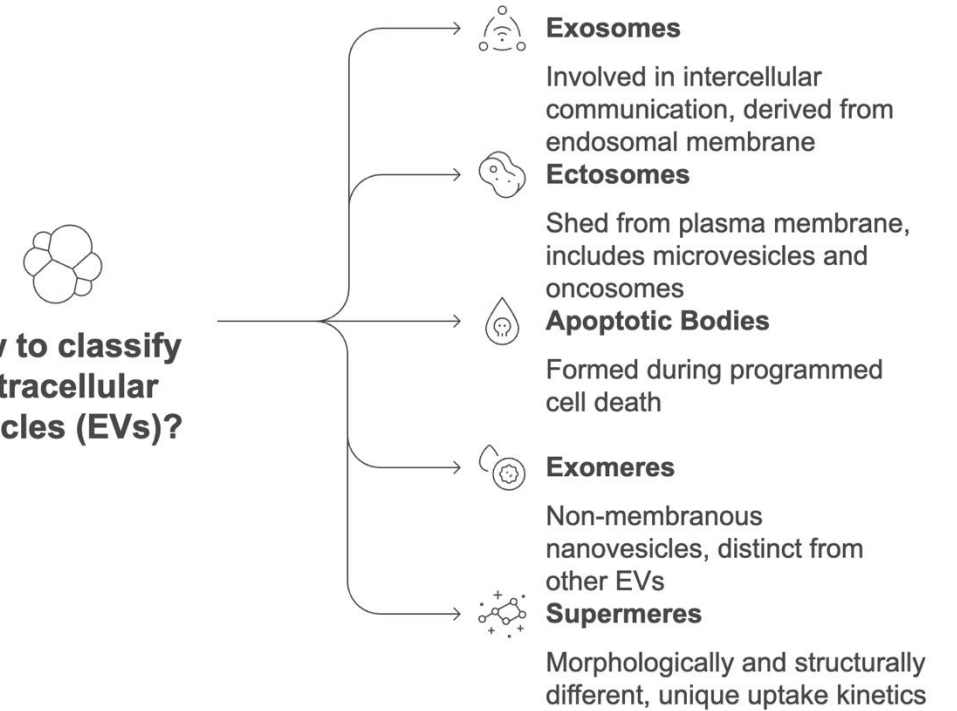 Exosomes
Involved in intercellular
communication, derived from
endosomal membrane
Ectosomes
Shed from plasma membrane,
includes microvesicles and
oncosomes
to classify
(EVs)?
Apoptotic Bodies
Formed during programmed
cell death
Exomeres
Non-membranous
nanovesicles, distinct from
other EVs
Supermeres
Morphologically and structurally
different, unique uptake kinetics